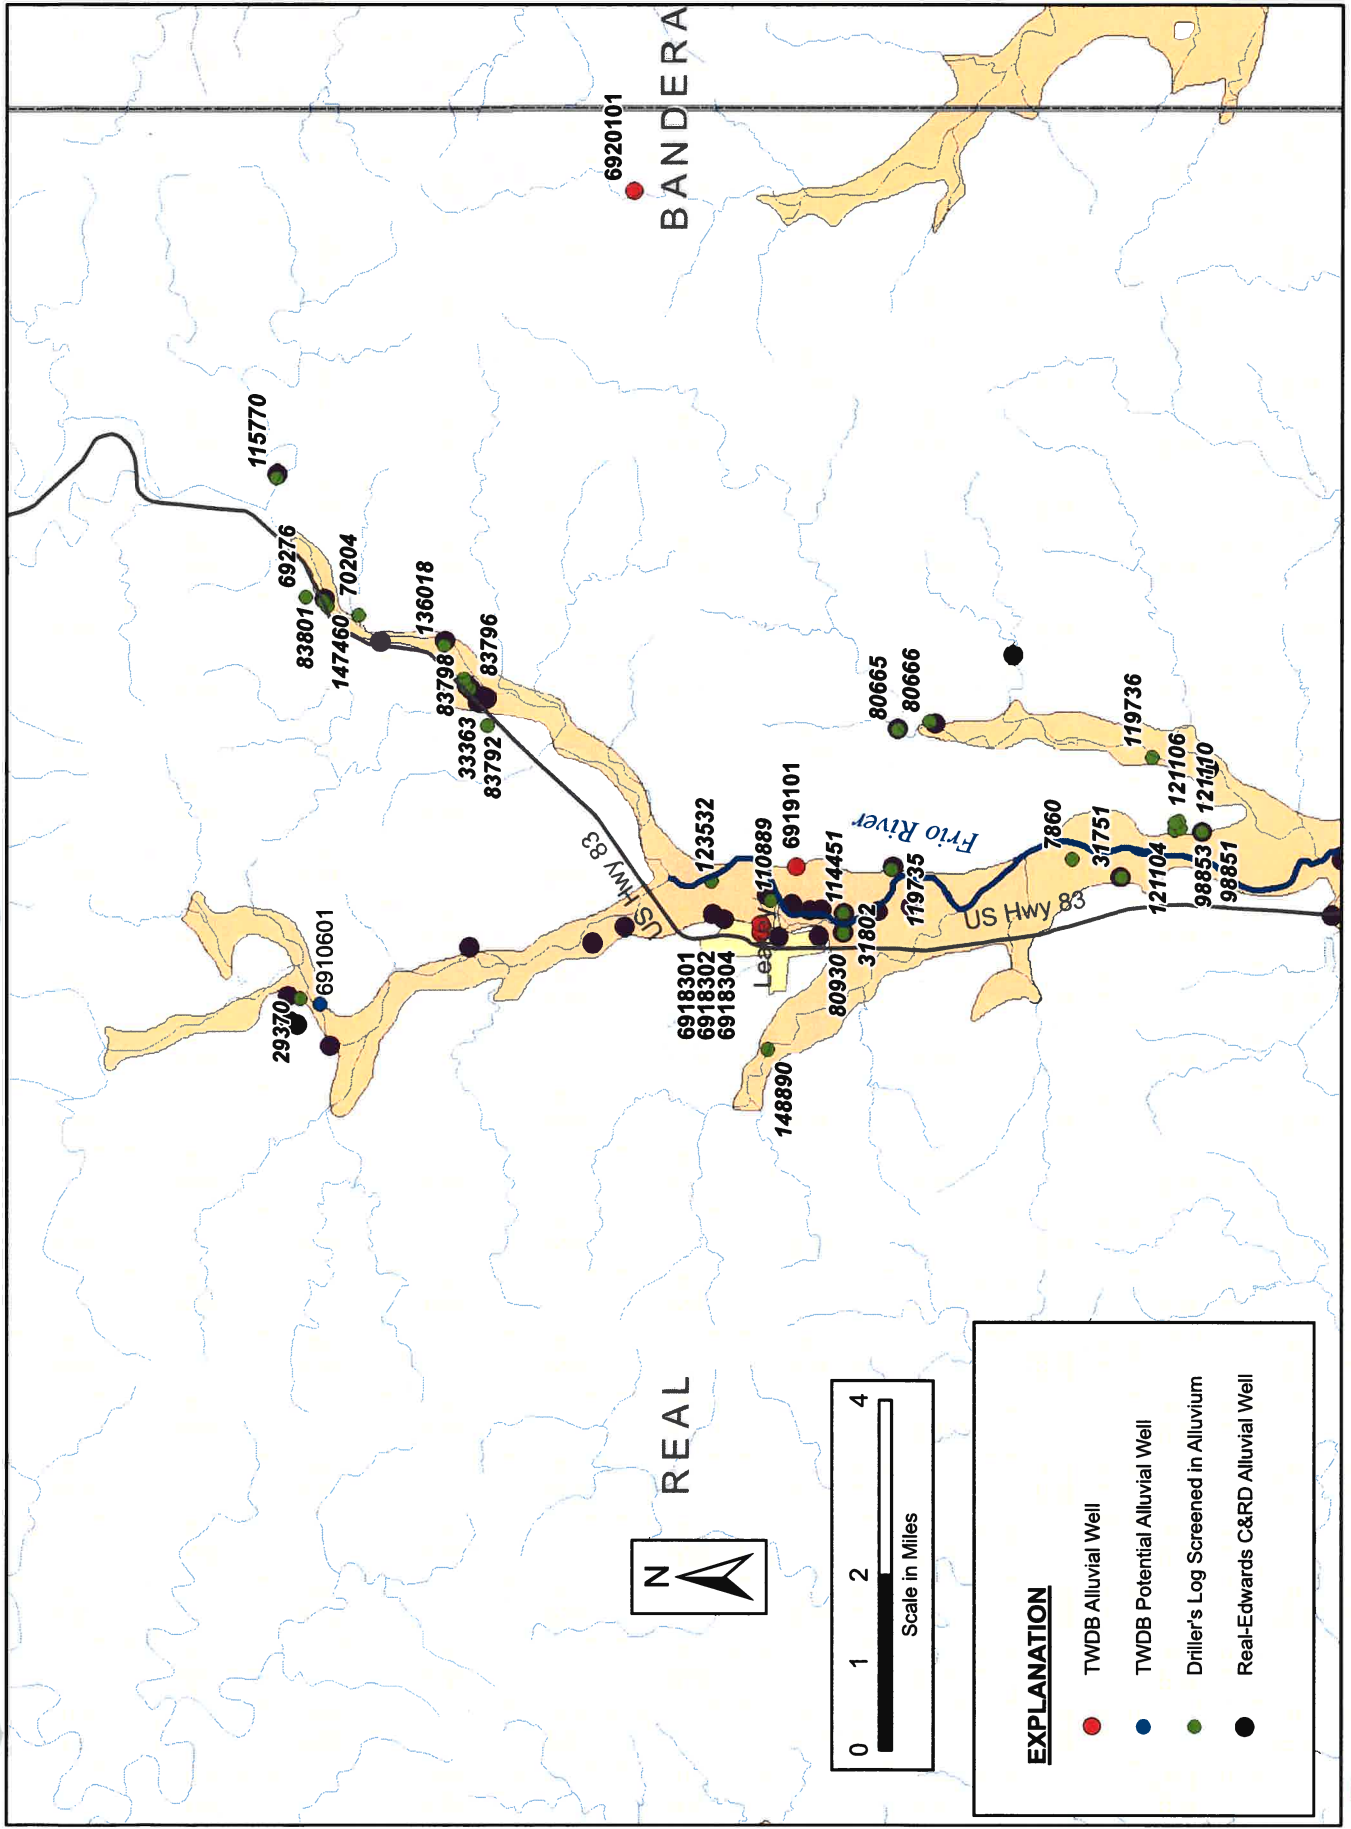 6920101
BANDERA
115770
69276
83801
70204
147460
136018
83798
83796
33363
83792
US Hwy 83
29370
6910601
80665
80666
119736
121106
121110
123532
110889
6919101
114451
Frio River
119735
7860
31751
121104
98853
98851
US Hwy 83
6918301
6918302
6918304
80930
31802
148890
REAL
N
0 1 2 4
Scale in Miles
EXPLANATION
TWDB Alluvial Well
TWDB Potential Alluvial Well
Driller's Log Screened in Alluvium
Real-Edwards C&RD Alluvial Well